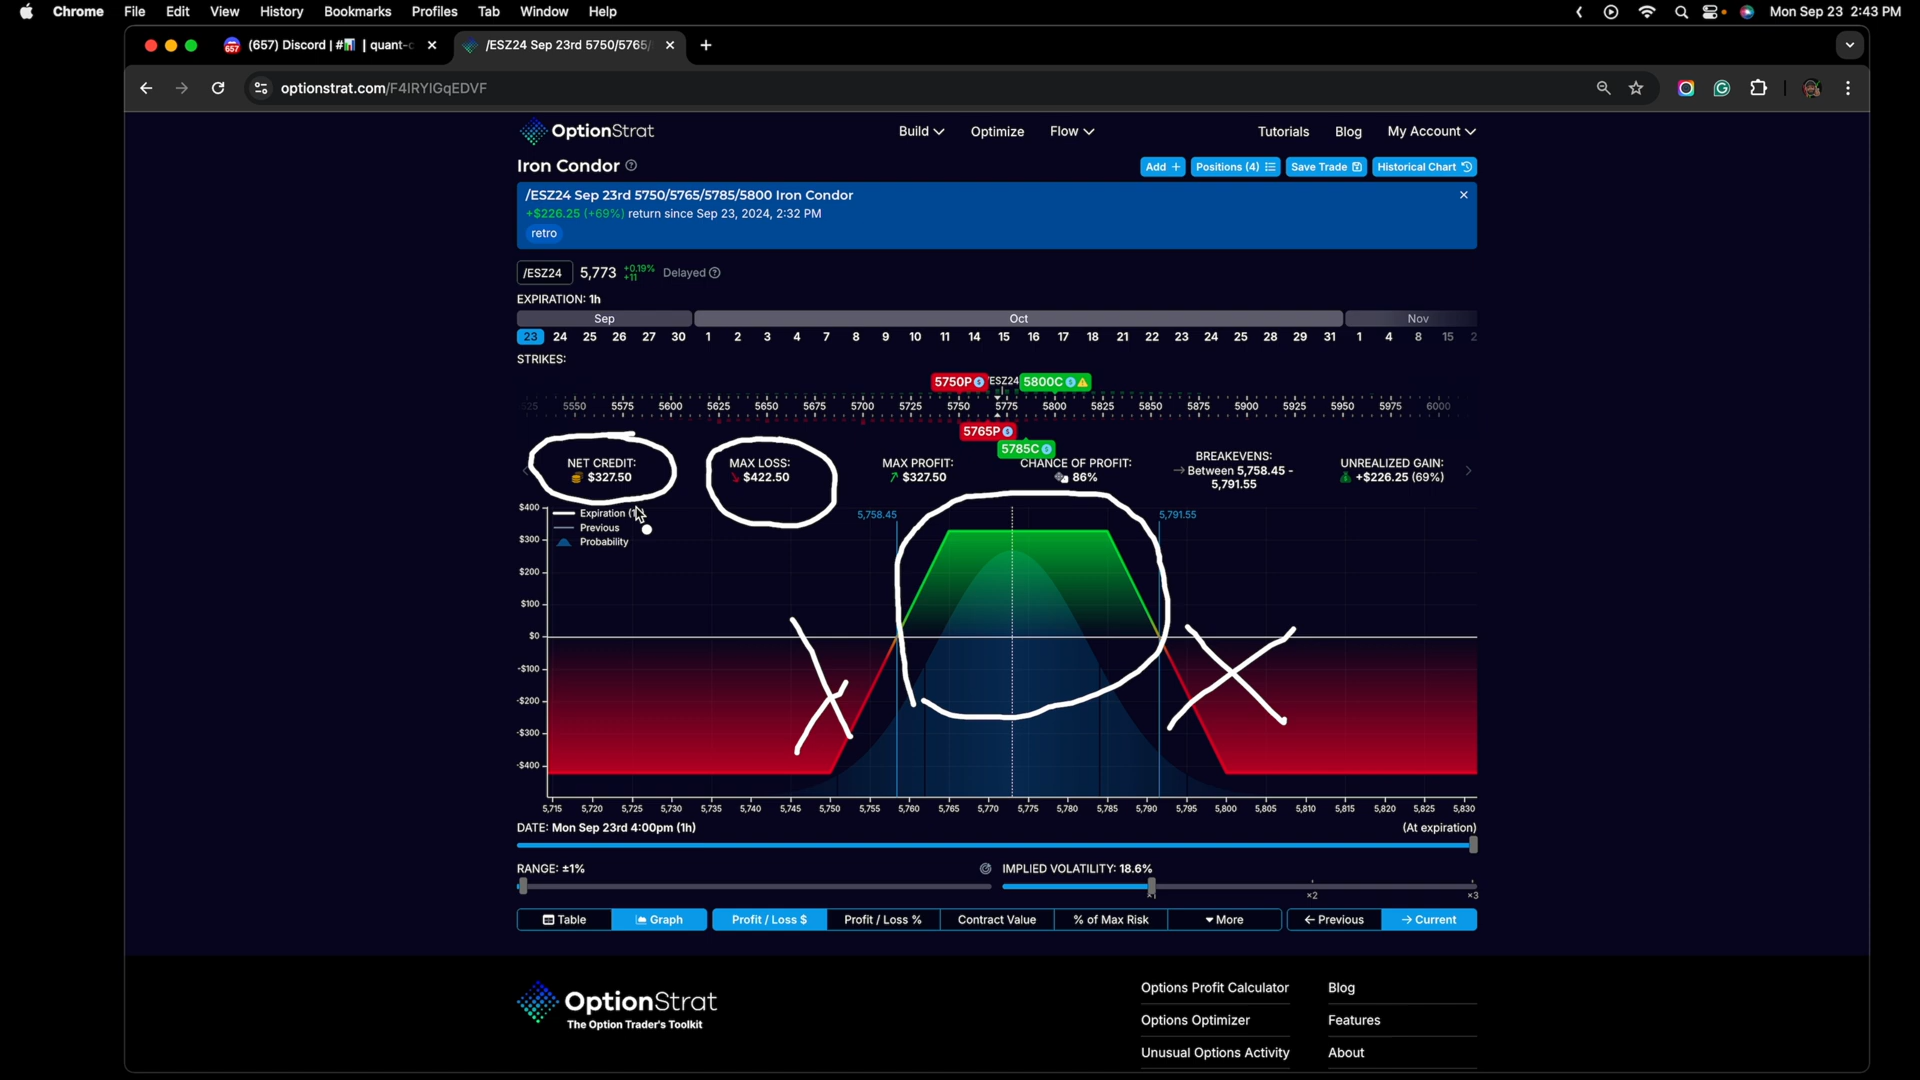 Chrome File Edit View History Bookmarks Profiles Tab Window Help Mon Sep 23 2:43 PM
(657) Discord | #📊 | quant-c /ESZ24 Sep 23rd 5750/5765/
optionstrat.com/F4IRYIGqEDVF
OptionStrat Build Optimize Flow Tutorials Blog My Account
Iron Condor Add + Positions (4) Save Trade Historical Chart
/ESZ24 Sep 23rd 5750/5765/5785/5800 Iron Condor
+$226.25 (+69%) return since Sep 23, 2024, 2:32 PM
retro
/ESZ24 5,773 +0.19% +11 Delayed
EXPIRATION: 1h
Sep Oct Nov
23 24 25 26 27 30 1 2 3 4 7 8 9 10 11 14 15 16 17 18 21 22 23 24 25 28 29 30 31 1 4 8 15 2
STRIKES:
5750P /ESZ24 5800C
525 5550 5575 5600 5625 5650 5675 5700 5725 5750 5775 5800 5825 5850 5875 5900 5925 5950 5975 6000
5765P
5785C
NET CREDIT: MAX LOSS: MAX PROFIT: CHANCE OF PROFIT: BREAKEVENS: UNREALIZED GAIN:
$327.50 $422.50 $327.50 86% Between 5,758.45 - 5,791.55 +$226.25 (69%)
$400 Expiration (1 5,758.45 5,791.55
Previous
$300 Probability
$200
$100
$0
-$100
-$200
-$300
-$400
5,715 5,720 5,725 5,730 5,735 5,740 5,745 5,750 5,755 5,760 5,765 5,770 5,775 5,780 5,785 5,790 5,795 5,800 5,805 5,810 5,815 5,820 5,825 5,830
DATE: Mon Sep 23rd 4:00pm (1h) (At expiration)
RANGE: ±1% IMPLIED VOLATILITY: 18.6%
×1 ×2 ×3
Table Graph Profit / Loss $ Profit / Loss % Contract Value % of Max Risk More Previous Current
OptionStrat
The Option Trader's Toolkit
Options Profit Calculator Blog
Options Optimizer Features
Unusual Options Activity About